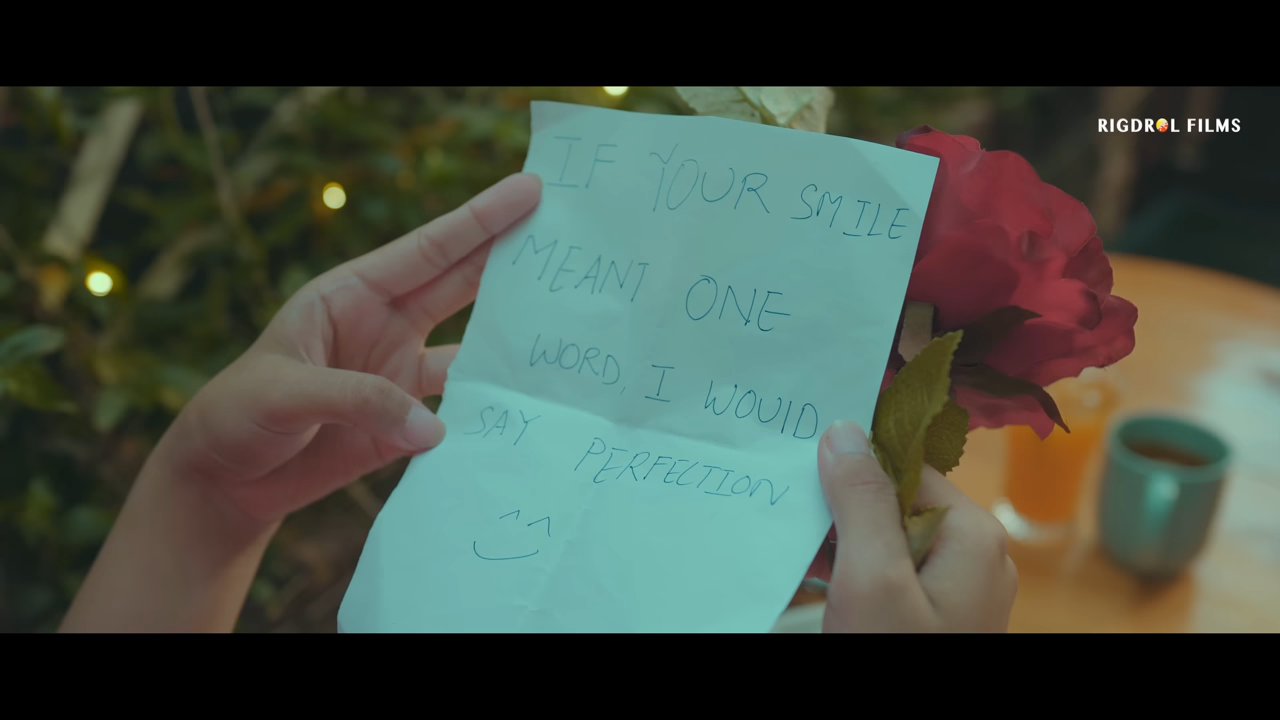 RIGDROL FILMS
IF YOUR SMILE
MEANT ONE
WORD, I WOUID
SAY PERFECTION